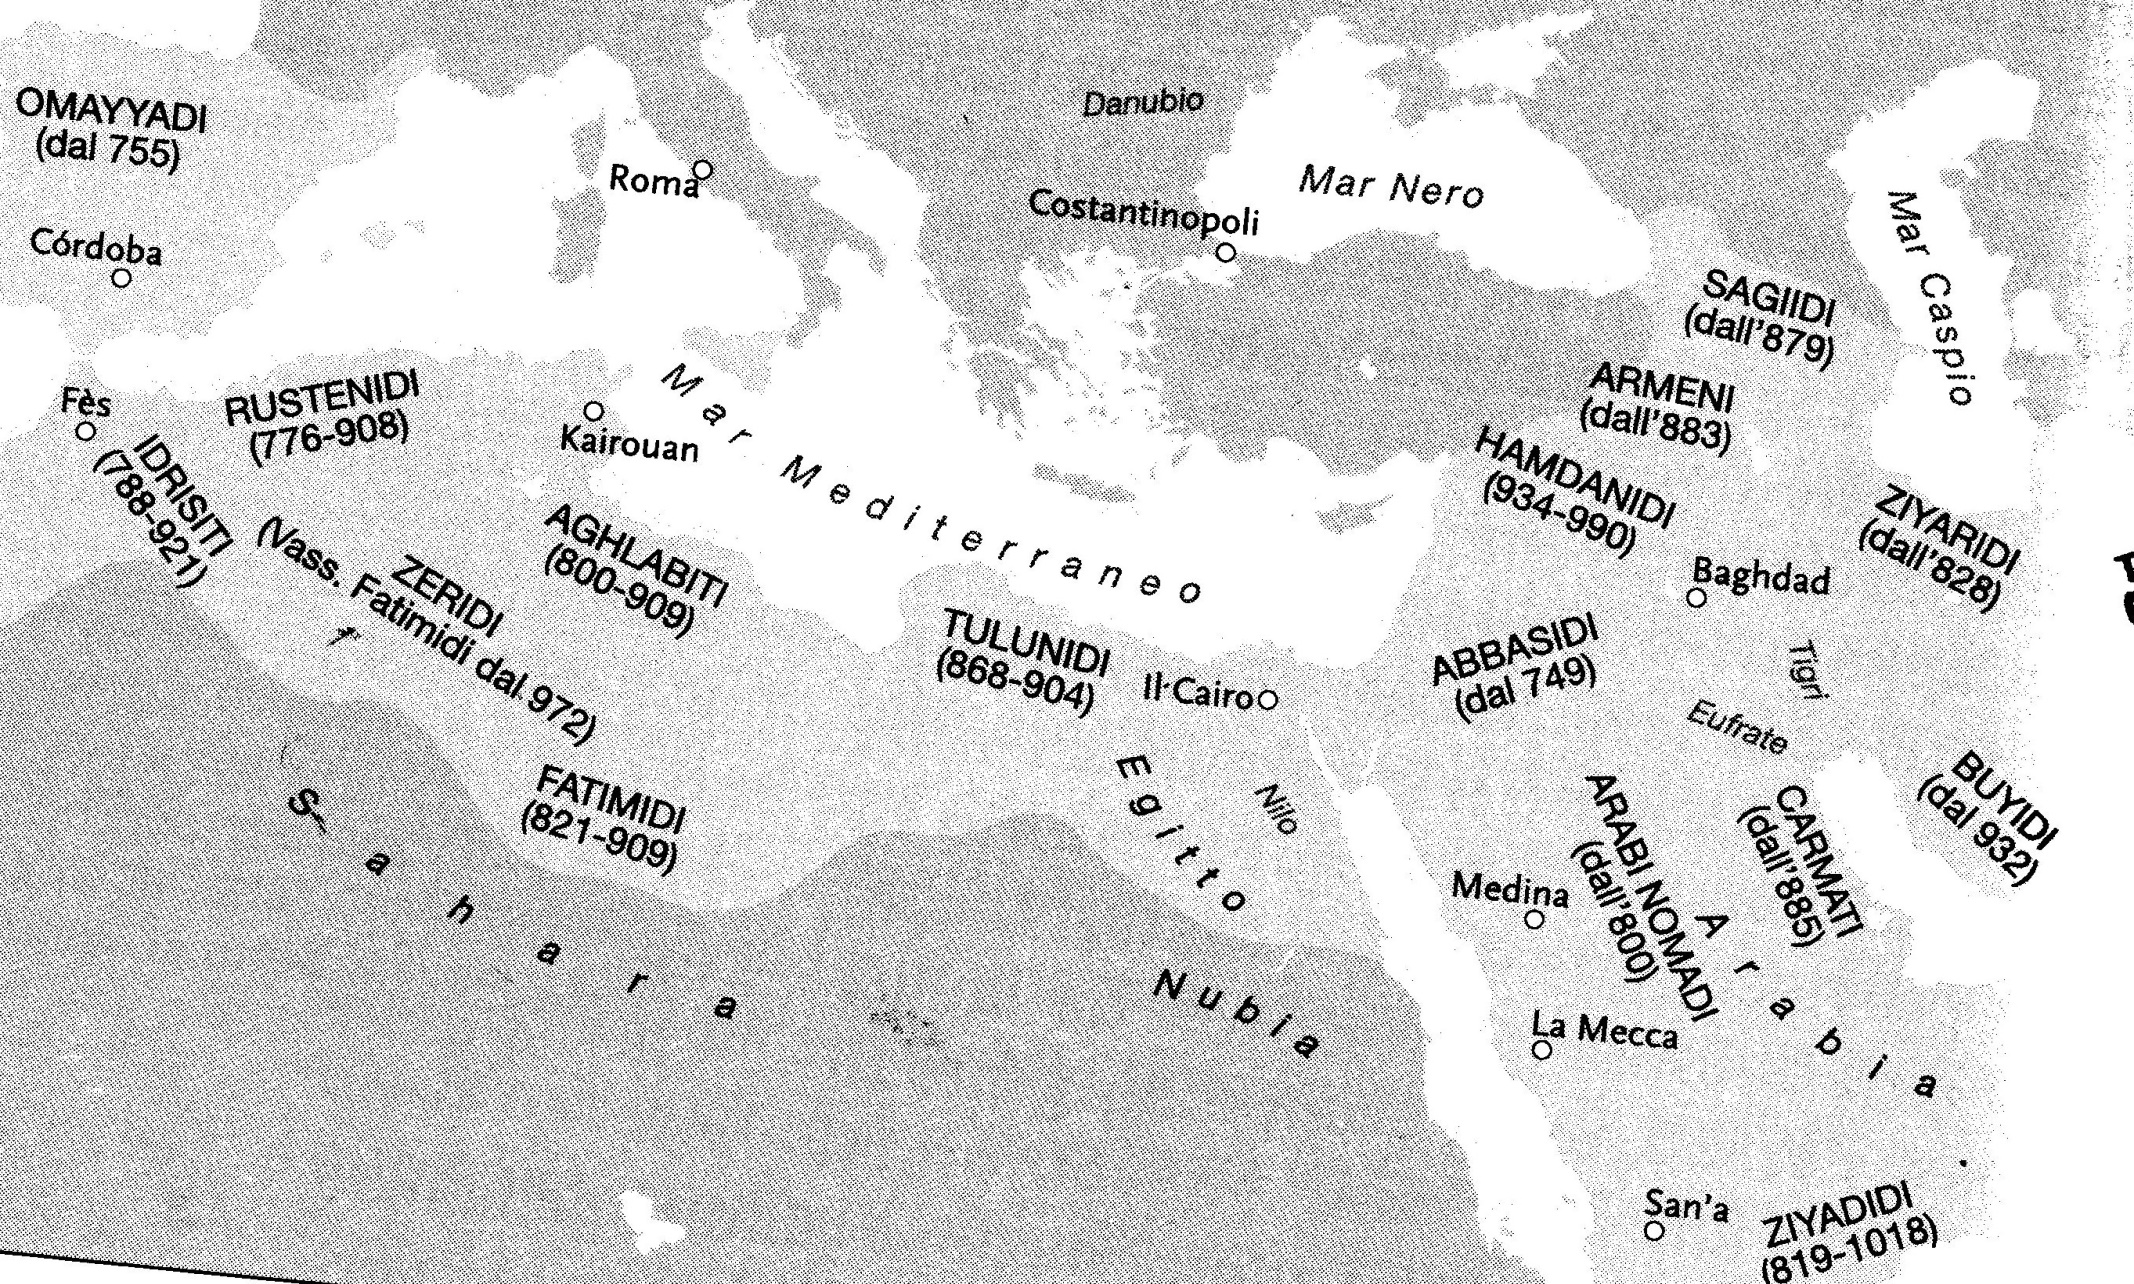 OMAYYADI
(dal 755)
Córdoba
Roma
Danubio
Costantinopoli
Mar Nero
Mar Caspio
SAGIIDI
(dall'879)
ARMENI
(dall'883)
HAMDANIDI
(934-990)
ZIYARIDI
(dall'828)
Fès
IDRISITI
(788-921)
RUSTENIDI
(776-908)
Kairouan
Mar Mediterraneo
AGHLABITI
(800-909)
ZERIDI
(Vass. Fatimidi dal 972)
FATIMIDI
(821-909)
TULUNIDI
(868-904)
Il Cairo
Baghdad
ABBASIDI
(dal 749)
Tigri
Eufrate
BUYIDI
(dal 932)
Sahara
Egitto
Nilo
Nubia
Medina
ARABI NOMADI
(dall'800)
CARMATI
(dall'885)
Arabia
La Mecca
San'a
ZIYADIDI
(819-1018)